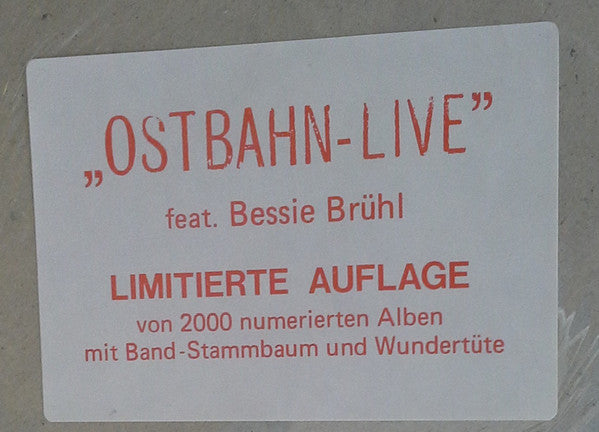 „OSTBAHN-LIVE”
feat. Bessie Brühl
LIMITIERTE AUFLAGE
von 2000 numerierten Alben
mit Band-Stammbaum und Wundertüte